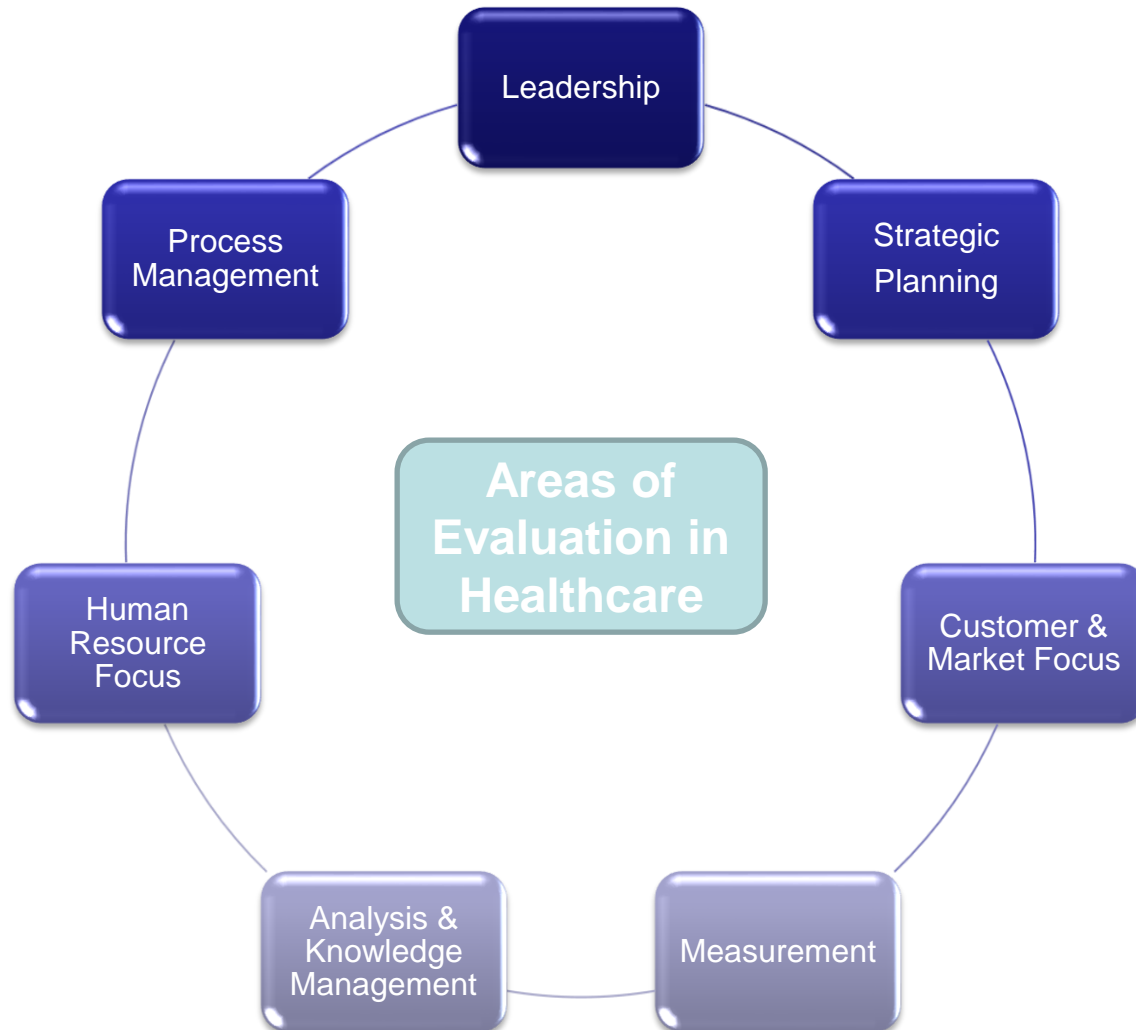 Leadership
Strategic
Planning
Customer &
Market Focus
Measurement
Analysis &
Knowledge
Management
Human
Resource
Focus
Process
Management
Areas of
Evaluation in
Healthcare